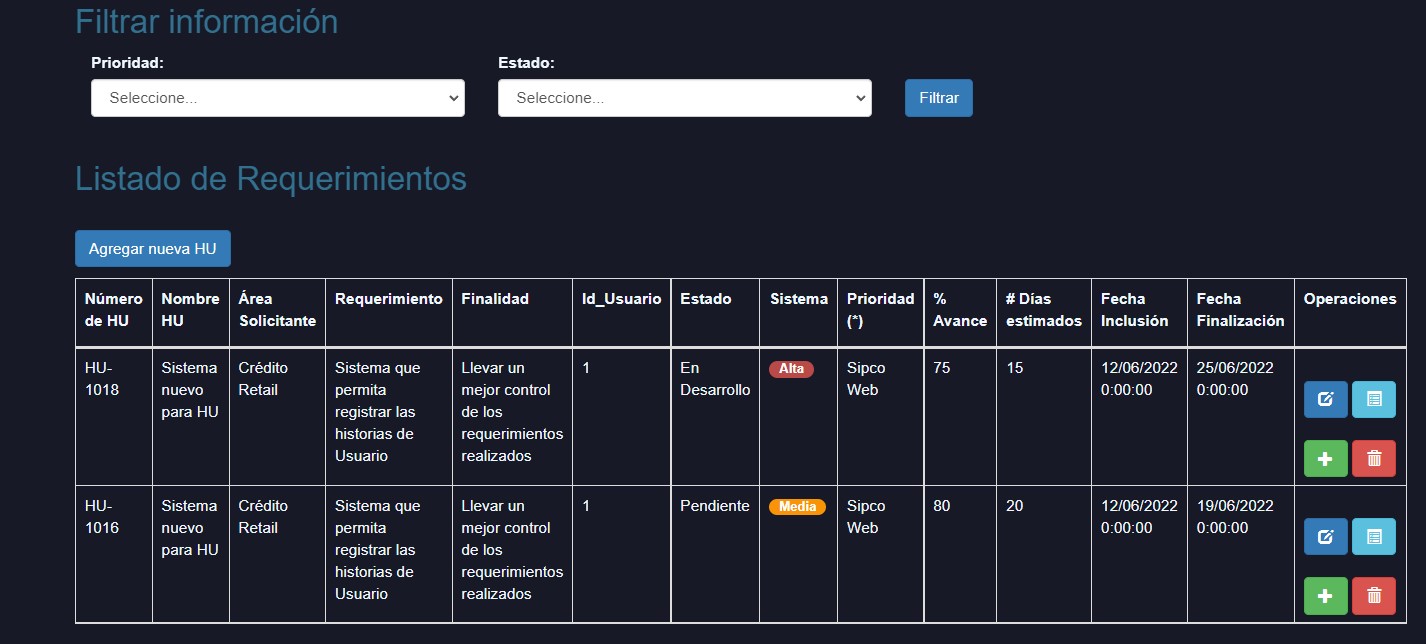 Filtrar información
Prioridad: Estado:
Seleccione... Seleccione... Filtrar
Listado de Requerimientos
Agregar nueva HU
Número Nombre Área Requerimiento Finalidad Id_Usuario Estado Sistema Prioridad % # Días Fecha Fecha Operaciones
de HU HU Solicitante (*) Avance estimados Inclusión Finalización
HU- Sistema Crédito Sistema que Llevar un 1 En Alta Sipco 75 15 12/06/2022 25/06/2022
1018 nuevo Retail permita mejor control Desarrollo Web 0:00:00 0:00:00
para HU registrar las de los
historias de requerimientos
Usuario realizados
HU- Sistema Crédito Sistema que Llevar un 1 Pendiente Media Sipco 80 20 12/06/2022 19/06/2022
1016 nuevo Retail permita mejor control Web 0:00:00 0:00:00
para HU registrar las de los
historias de requerimientos
Usuario realizados